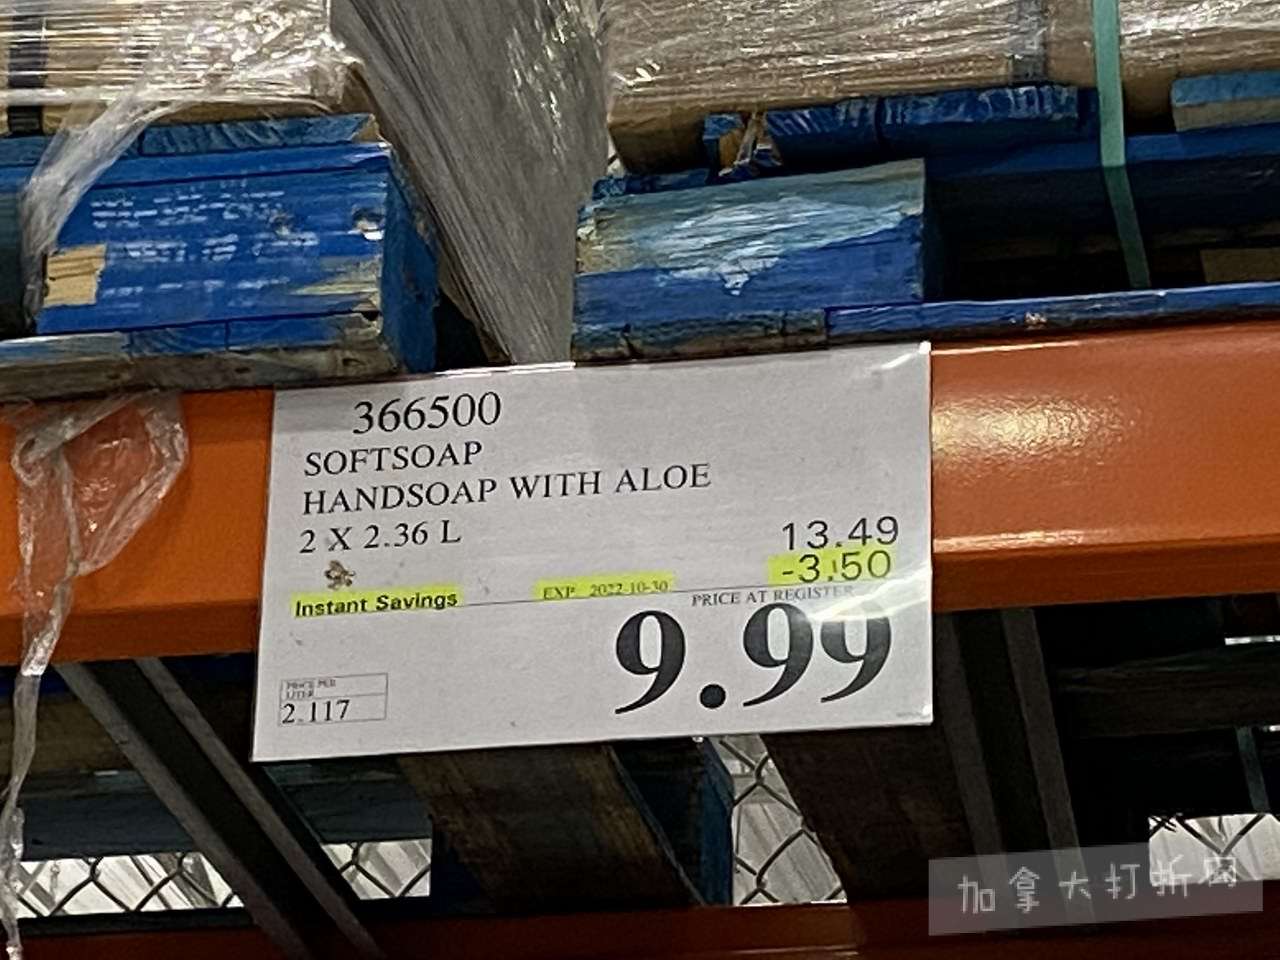 366500
SOFTSOAP
HANDSOAP WITH ALOE
2 X 2.36 L
13.49
-3.50
Instant Savings
EXP. 2022-10-30
PRICE AT REGISTER
9.99
PRICE PER
LITER
2.117
加拿大打折网